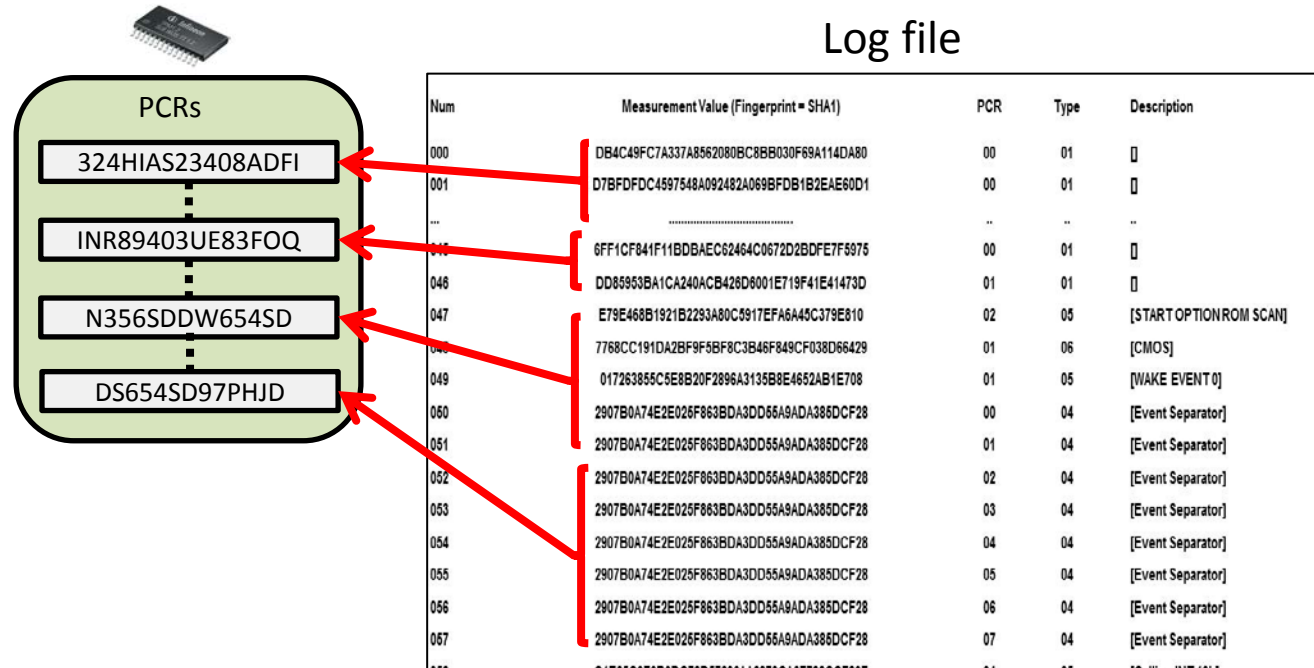 Infineon
Log file
PCRs
324HIAS23408ADFI
INR89403UE83FOQ
N356SDDW654SD
DS654SD97PHJD
Num Measurement Value (Fingerprint = SHA1) PCR Type Description
000 DB4C49FC7A337A8562080BC8BB030F69A114DA80 00 01 []
001 D7BFDFDC4597548A092482A069BFDB1B2EAE60D1 00 01 []
... ........................................ .. .. ..
045 6FF1CF841F11BDBAEC62464C0672D2BDFE7F5975 00 01 []
046 DD85953BA1CA240ACB426D6001E719F41E41473D 01 01 []
047 E79E468B1921B2293A80C5917EFA6A45C379E810 02 05 [START OPTION ROM SCAN]
048 7768CC191DA2BF9F5BF8C3B46F849CF038D66429 01 06 [CMOS]
049 017263855C5E8B20F2896A3135B8E4652AB1E708 01 05 [WAKE EVENT 0]
050 2907B0A74E2E025F863BDA3DD55A9ADA385DCF28 00 04 [Event Separator]
051 2907B0A74E2E025F863BDA3DD55A9ADA385DCF28 01 04 [Event Separator]
052 2907B0A74E2E025F863BDA3DD55A9ADA385DCF28 02 04 [Event Separator]
053 2907B0A74E2E025F863BDA3DD55A9ADA385DCF28 03 04 [Event Separator]
054 2907B0A74E2E025F863BDA3DD55A9ADA385DCF28 04 04 [Event Separator]
055 2907B0A74E2E025F863BDA3DD55A9ADA385DCF28 05 04 [Event Separator]
056 2907B0A74E2E025F863BDA3DD55A9ADA385DCF28 06 04 [Event Separator]
057 2907B0A74E2E025F863BDA3DD55A9ADA385DCF28 07 04 [Event Separator]